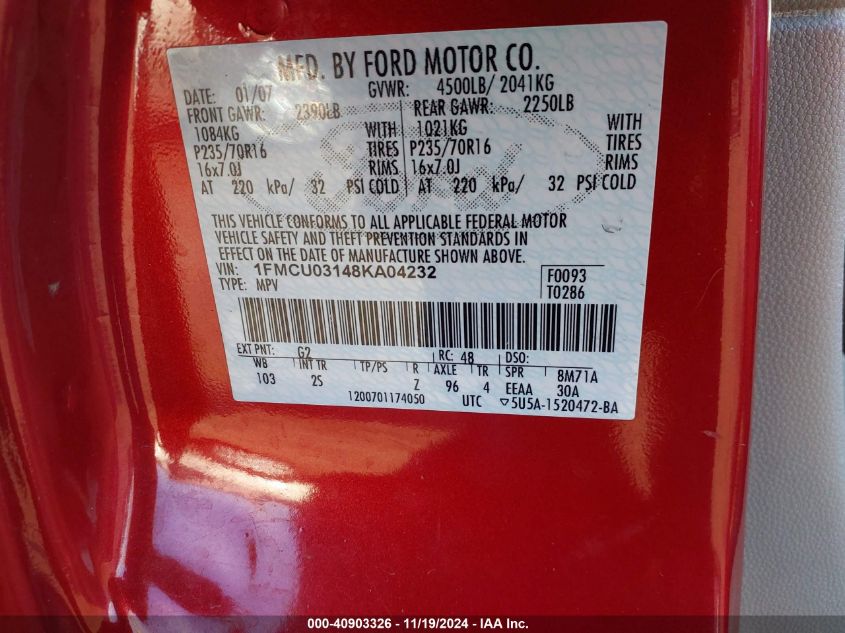 MFD. BY FORD MOTOR CO.
DATE: 01/07 GVWR: 4500LB/ 2041KG
FRONT GAWR: 2390LB REAR GAWR: 2250LB
1084KG WITH 1021KG WITH
P235/70R16 TIRES P235/70R16 TIRES
16x7.0J RIMS 16x7.0J RIMS
AT 220 kPa/ 32 PSI COLD AT 220 kPa/ 32 PSI COLD
Ford
THIS VEHICLE CONFORMS TO ALL APPLICABLE FEDERAL MOTOR
VEHICLE SAFETY AND THEFT PREVENTION STANDARDS IN
EFFECT ON THE DATE OF MANUFACTURE SHOWN ABOVE.
VIN: 1FMCU03148KA04232 F0093
TYPE: MPV T0286
EXT PNT: G2 RC: 48 DSO:
WB INT TR TP/PS R AXLE TR SPR 8M71A
103 2S Z 96 4 EEAA 30A
1200701174050 UTC ▽5U5A-1520472-BA
000-40903326 - 11/19/2024 - IAA Inc.